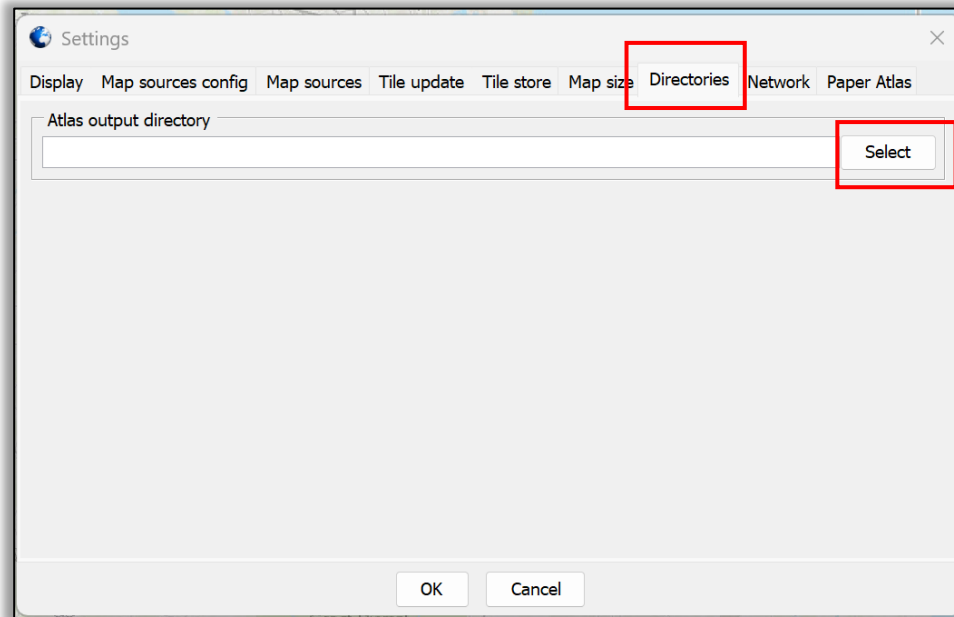 Settings
Display Map sources config Map sources Tile update Tile store Map size Directories Network Paper Atlas
Atlas output directory
Select
OK Cancel